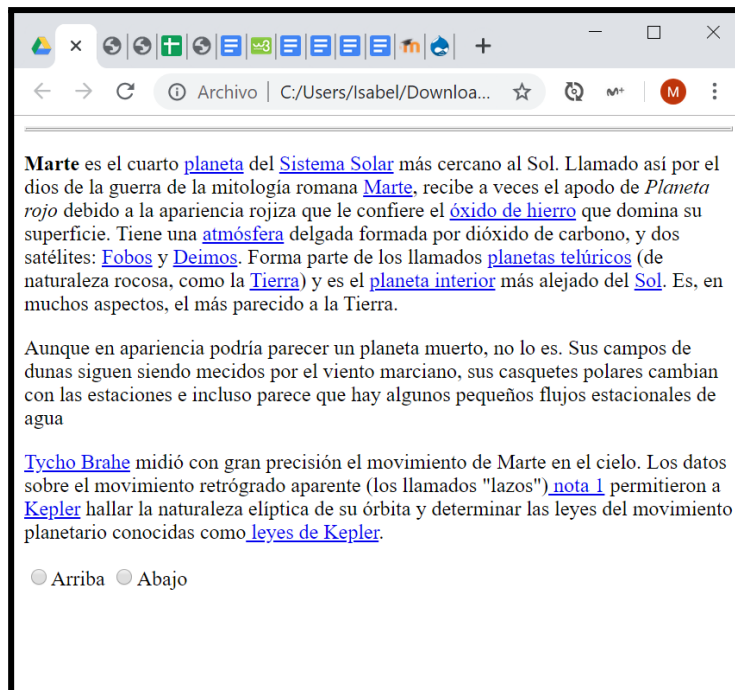 Archivo | C:/Users/Isabel/Downloa... M+ M
Marte es el cuarto planeta del Sistema Solar más cercano al Sol. Llamado así por el
dios de la guerra de la mitología romana Marte, recibe a veces el apodo de Planeta
rojo debido a la apariencia rojiza que le confiere el óxido de hierro que domina su
superficie. Tiene una atmósfera delgada formada por dióxido de carbono, y dos
satélites: Fobos y Deimos. Forma parte de los llamados planetas telúricos (de
naturaleza rocosa, como la Tierra) y es el planeta interior más alejado del Sol. Es, en
muchos aspectos, el más parecido a la Tierra.
Aunque en apariencia podría parecer un planeta muerto, no lo es. Sus campos de
dunas siguen siendo mecidos por el viento marciano, sus casquetes polares cambian
con las estaciones e incluso parece que hay algunos pequeños flujos estacionales de
agua
Tycho Brahe midió con gran precisión el movimiento de Marte en el cielo. Los datos
sobre el movimiento retrógrado aparente (los llamados "lazos") nota 1 permitieron a
Kepler hallar la naturaleza elíptica de su órbita y determinar las leyes del movimiento
planetario conocidas como leyes de Kepler.
Arriba Abajo